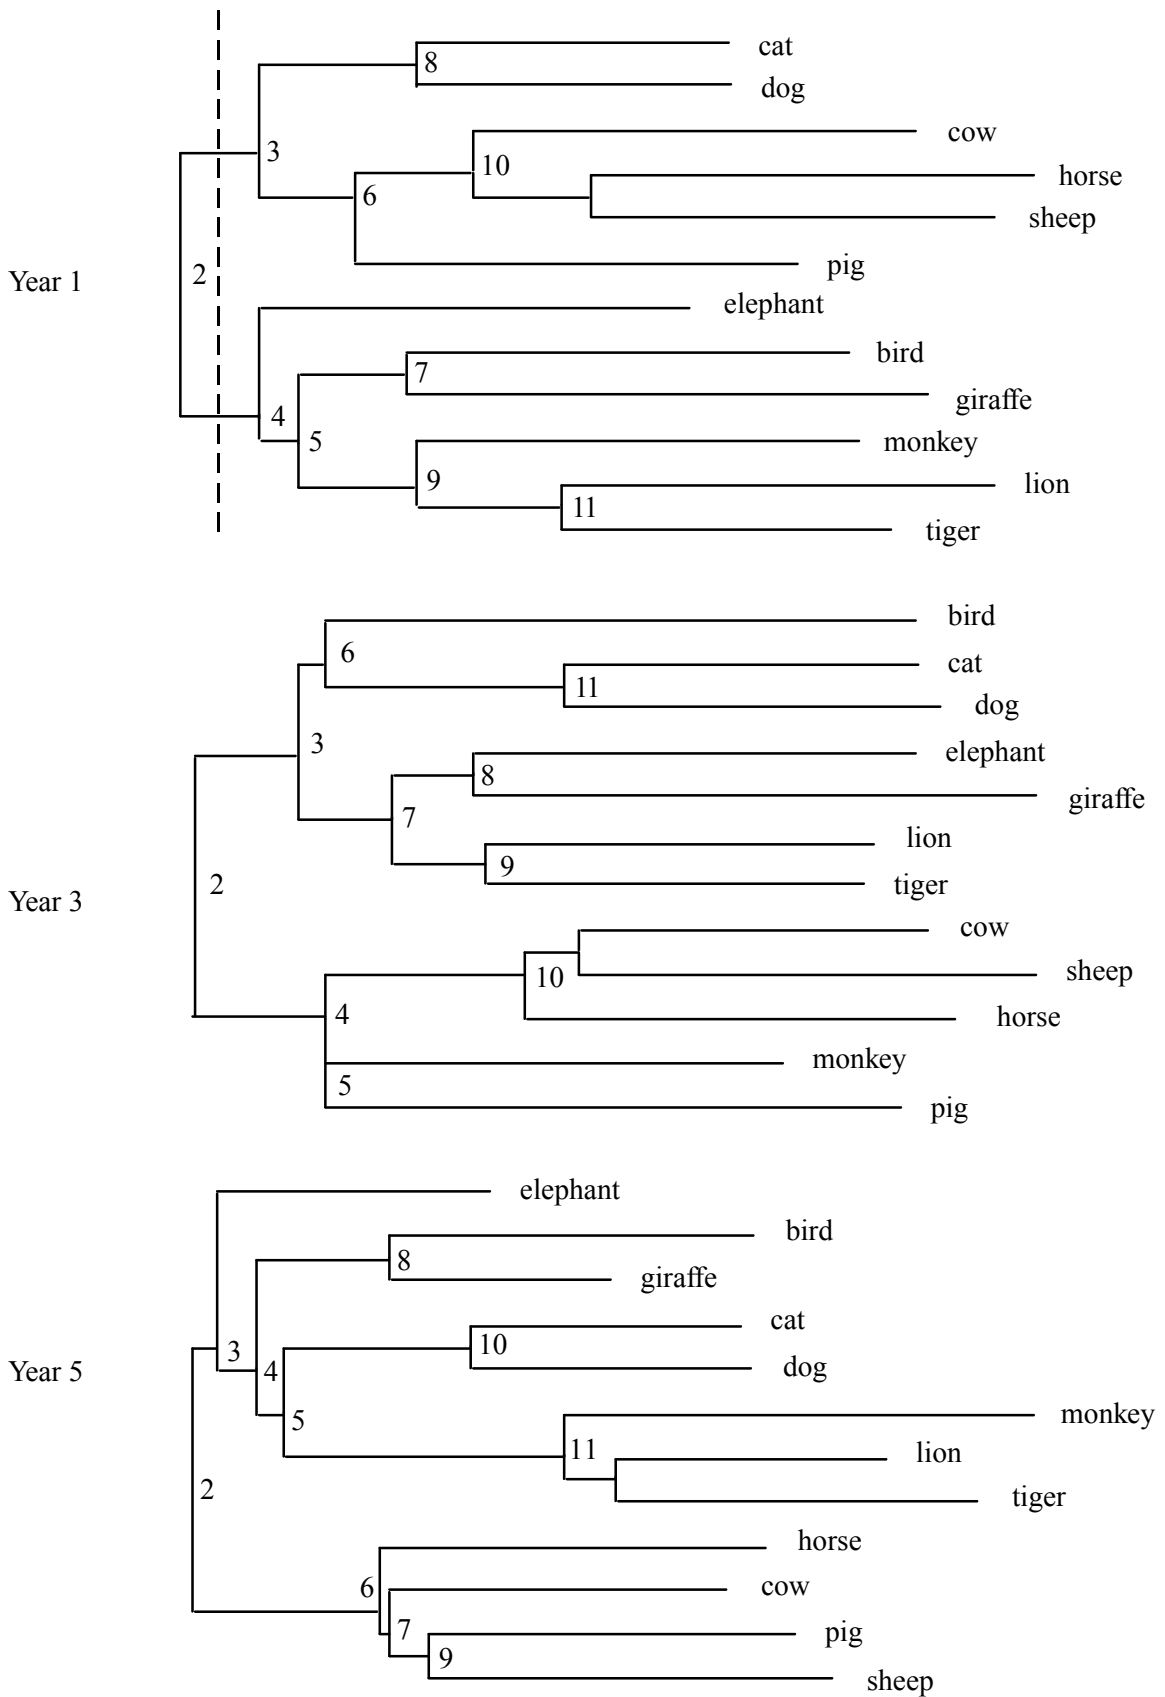 cat
8
dog
cow
3
10
horse
6
sheep
pig
2
Year 1
elephant
bird
7
giraffe
4
5
monkey
9
lion
11
tiger
bird
6
cat
11
dog
3
elephant
8
giraffe
7
lion
9
tiger
2
Year 3
cow
sheep
10
horse
4
monkey
5
pig
elephant
bird
8
giraffe
cat
10
dog
3
4
Year 5
5
monkey
11
lion
tiger
2
horse
6
cow
7
pig
9
sheep